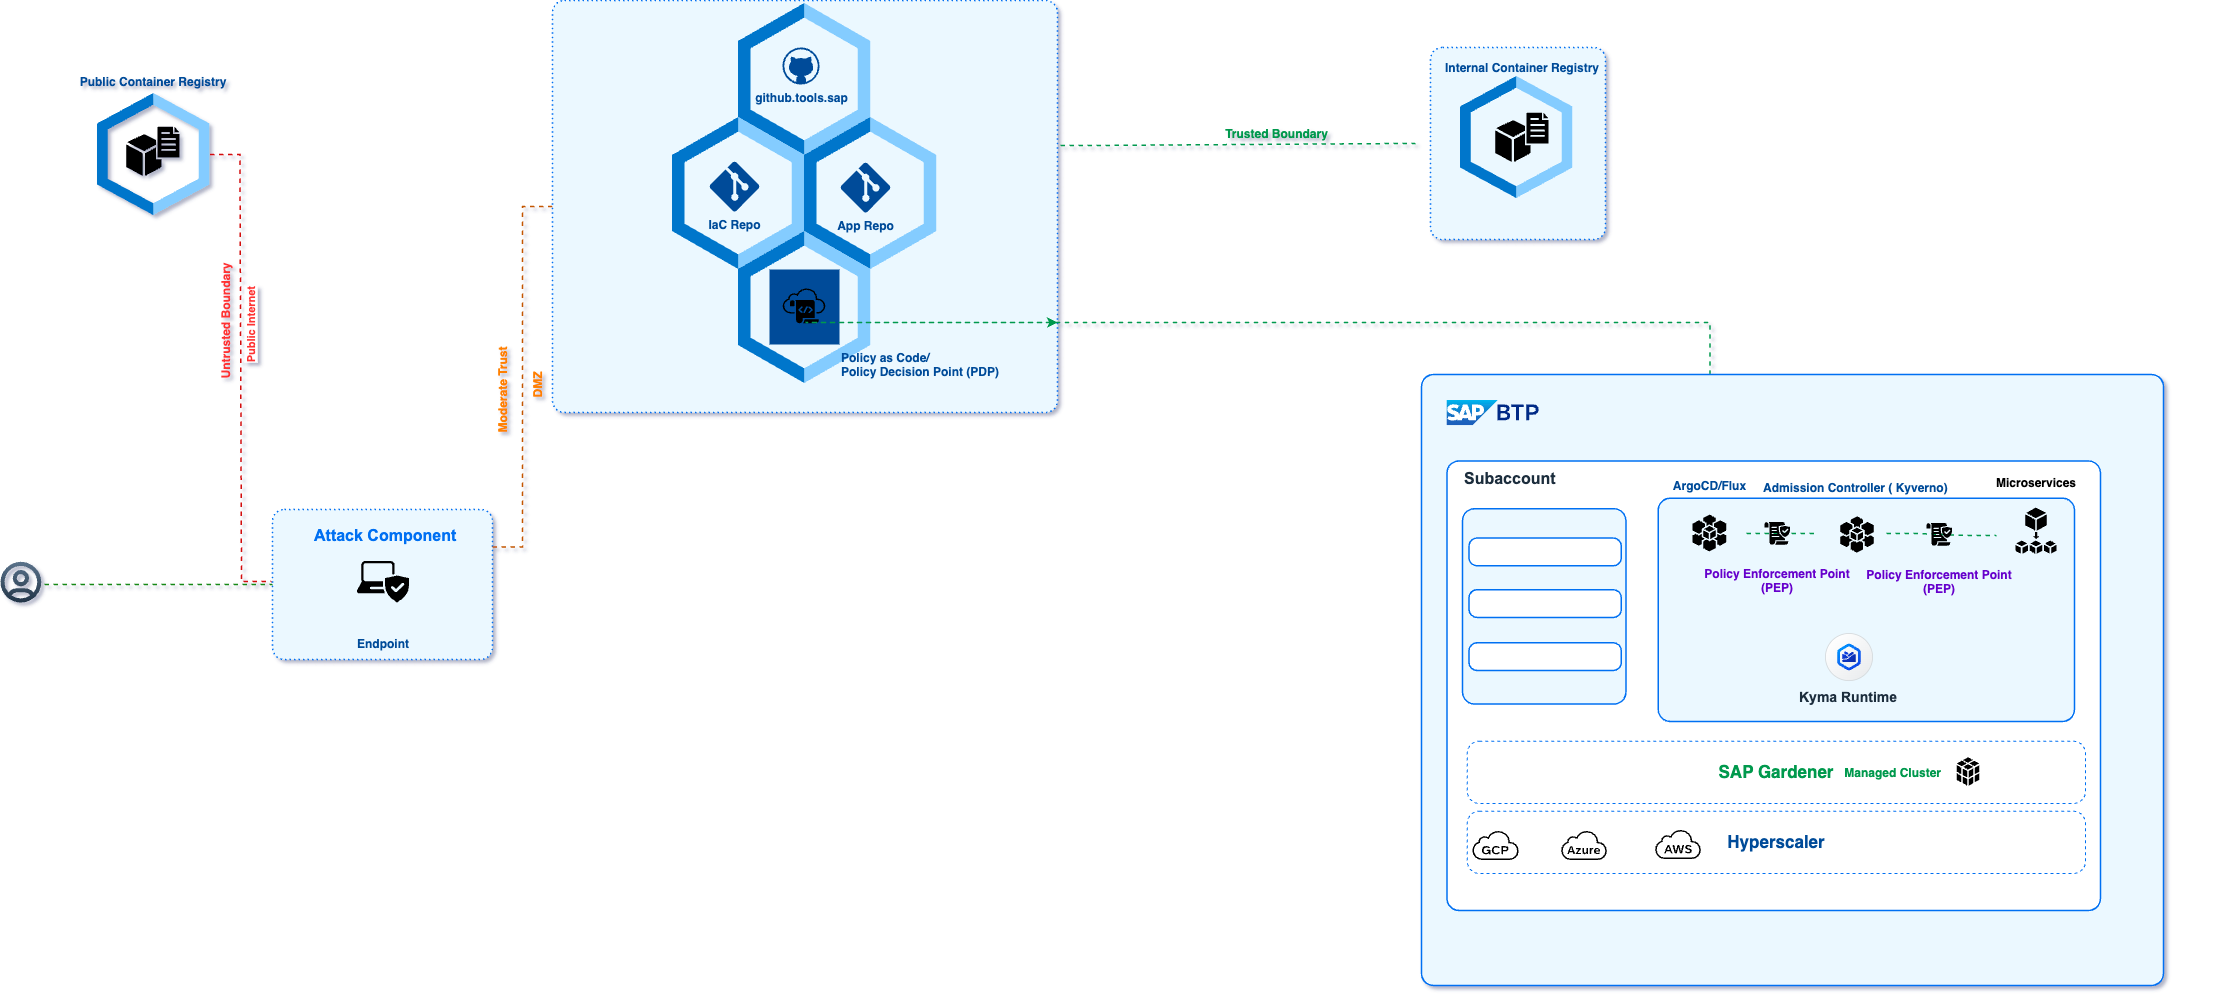 Public Container Registry
Untrusted Boundary
Public Internet
Attack Component
Endpoint
Moderate Trust
DMZ
github.tools.sap
IaC Repo
App Repo
Policy as Code/
Policy Decision Point (PDP)
Trusted Boundary
Internal Container Registry
SAP BTP
Subaccount
ArgoCD/Flux
Admission Controller ( Kyverno)
Microservices
Policy Enforcement Point
(PEP)
Policy Enforcement Point
(PEP)
Kyma Runtime
SAP Gardener
Managed Cluster
GCP
Azure
AWS
Hyperscaler